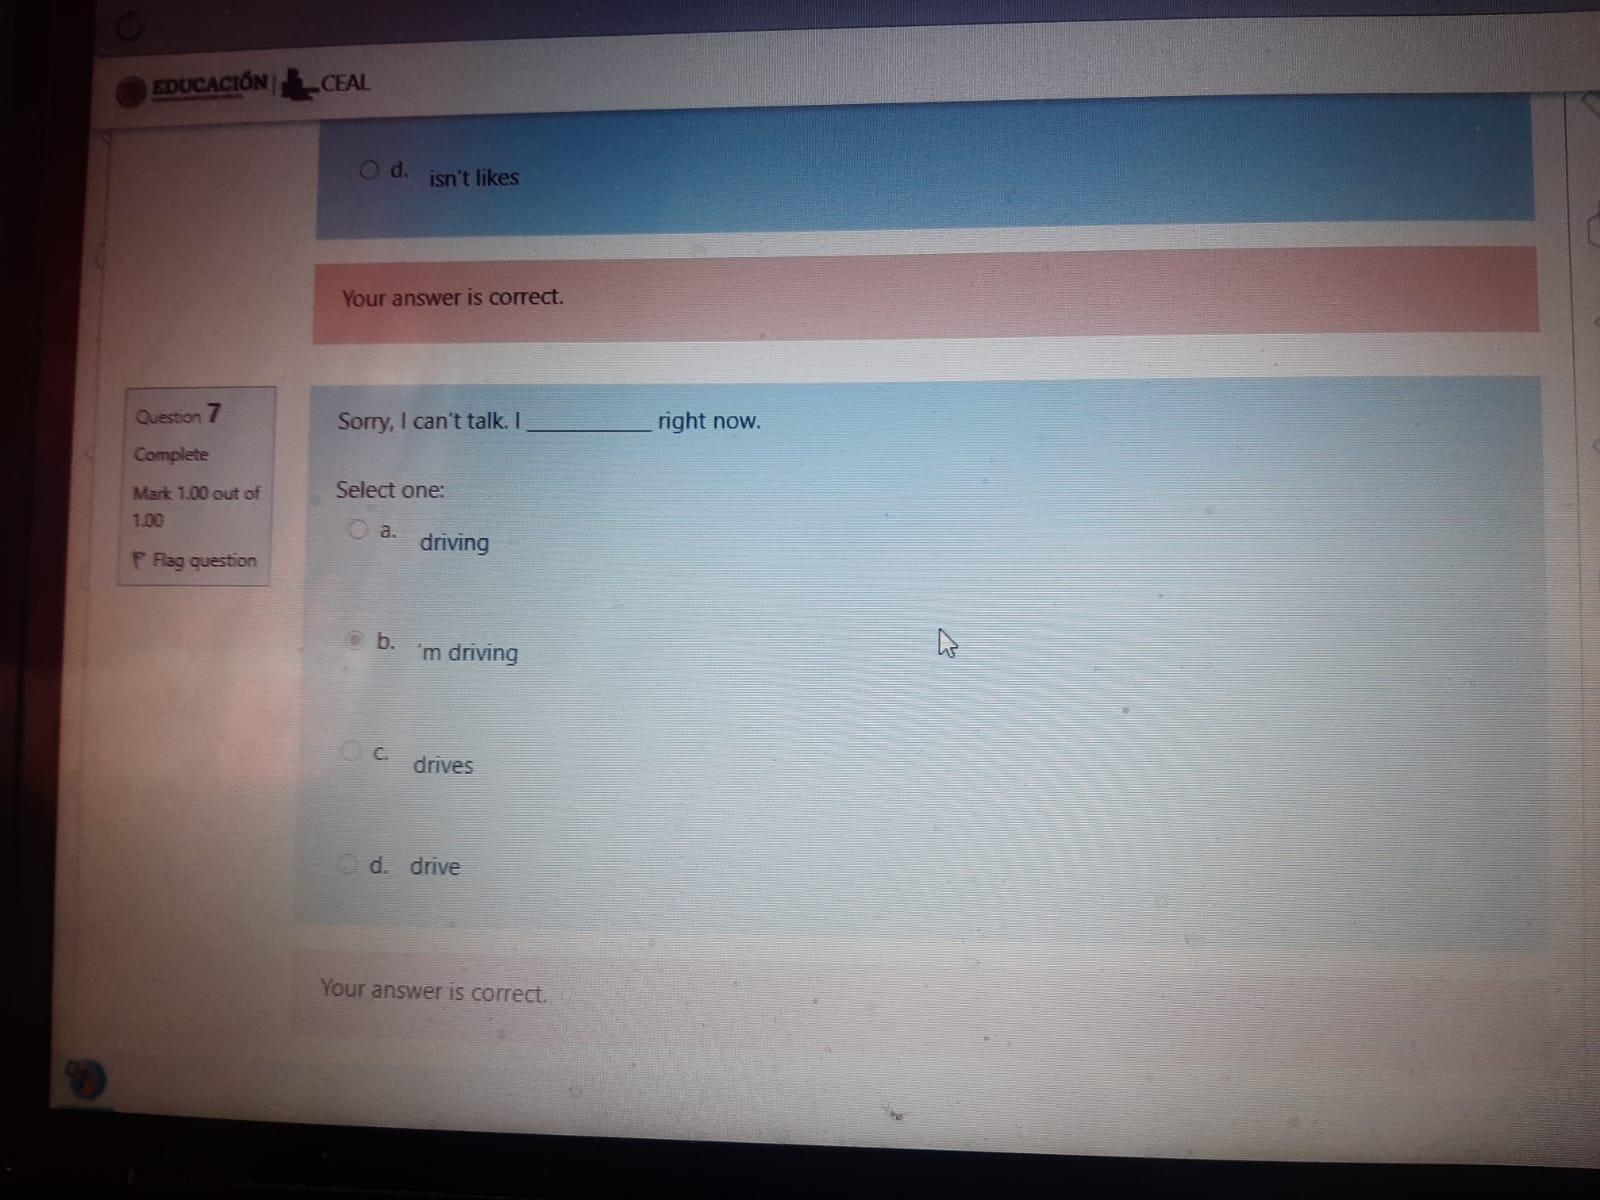 EDUCACIÓN | CEAL
d. isn't likes
Your answer is correct.
Question 7
Complete
Mark 1.00 out of
1.00
Flag question
Sorry, I can't talk. I __________ right now.
Select one:
a. driving
b. 'm driving
c. drives
d. drive
Your answer is correct.